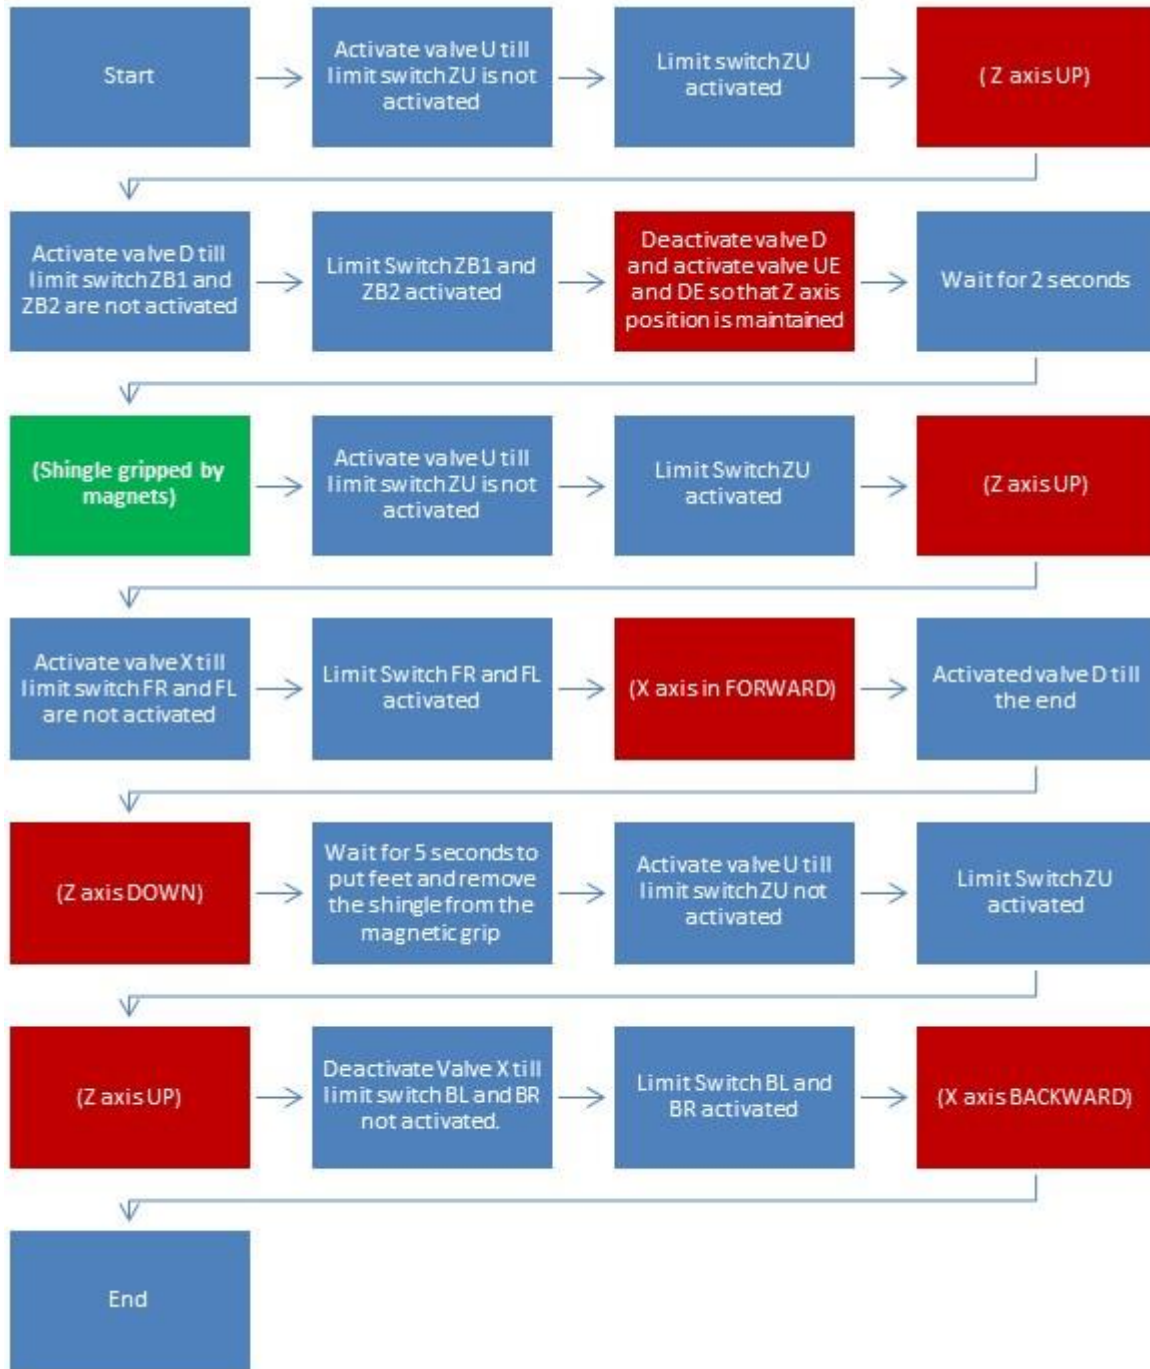 Start
Activate valve U till
limit switch ZU is not
activated
Limit switch ZU
activated
( Z axis UP)
Activate valve D till
limit switch ZB1 and
ZB2 are not activated
Limit Switch ZB1 and
ZB2 activated
Deactivate valve D
and activate valve UE
and DE so that Z axis
position is maintained
Wait for 2 seconds
(Shingle gripped by
magnets)
Activate valve U till
limit switch ZU is not
activated
Limit Switch ZU
activated
(Z axis UP)
Activate valve X till
limit switch FR and FL
are not activated
Limit Switch FR and FL
activated
(X axis in FORWARD)
Activated valve D till
the end
(Z axis DOWN)
Wait for 5 seconds to
put feet and remove
the shingle from the
magnetic grip
Activate valve U till
limit switch ZU not
activated
Limit Switch ZU
activated
(Z axis UP)
Deactivate Valve X till
limit switch BL and BR
not activated.
Limit Switch BL and
BR activated
(X axis BACKWARD)
End